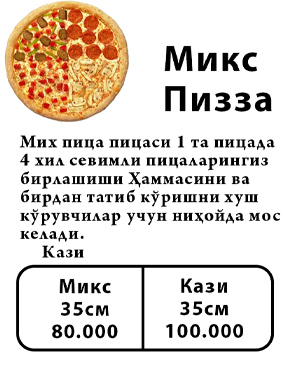 Микс
Пизза
Мих пица пицаси 1 та пицада
4 хил севимли пицаларингиз
бирлашиши Ҳаммасини ва
бирдан татиб кўришни хуш
кўрувчилар учун ниҳойда мос
келади.
Кази
Микс
35см
80.000
Кази
35см
100.000